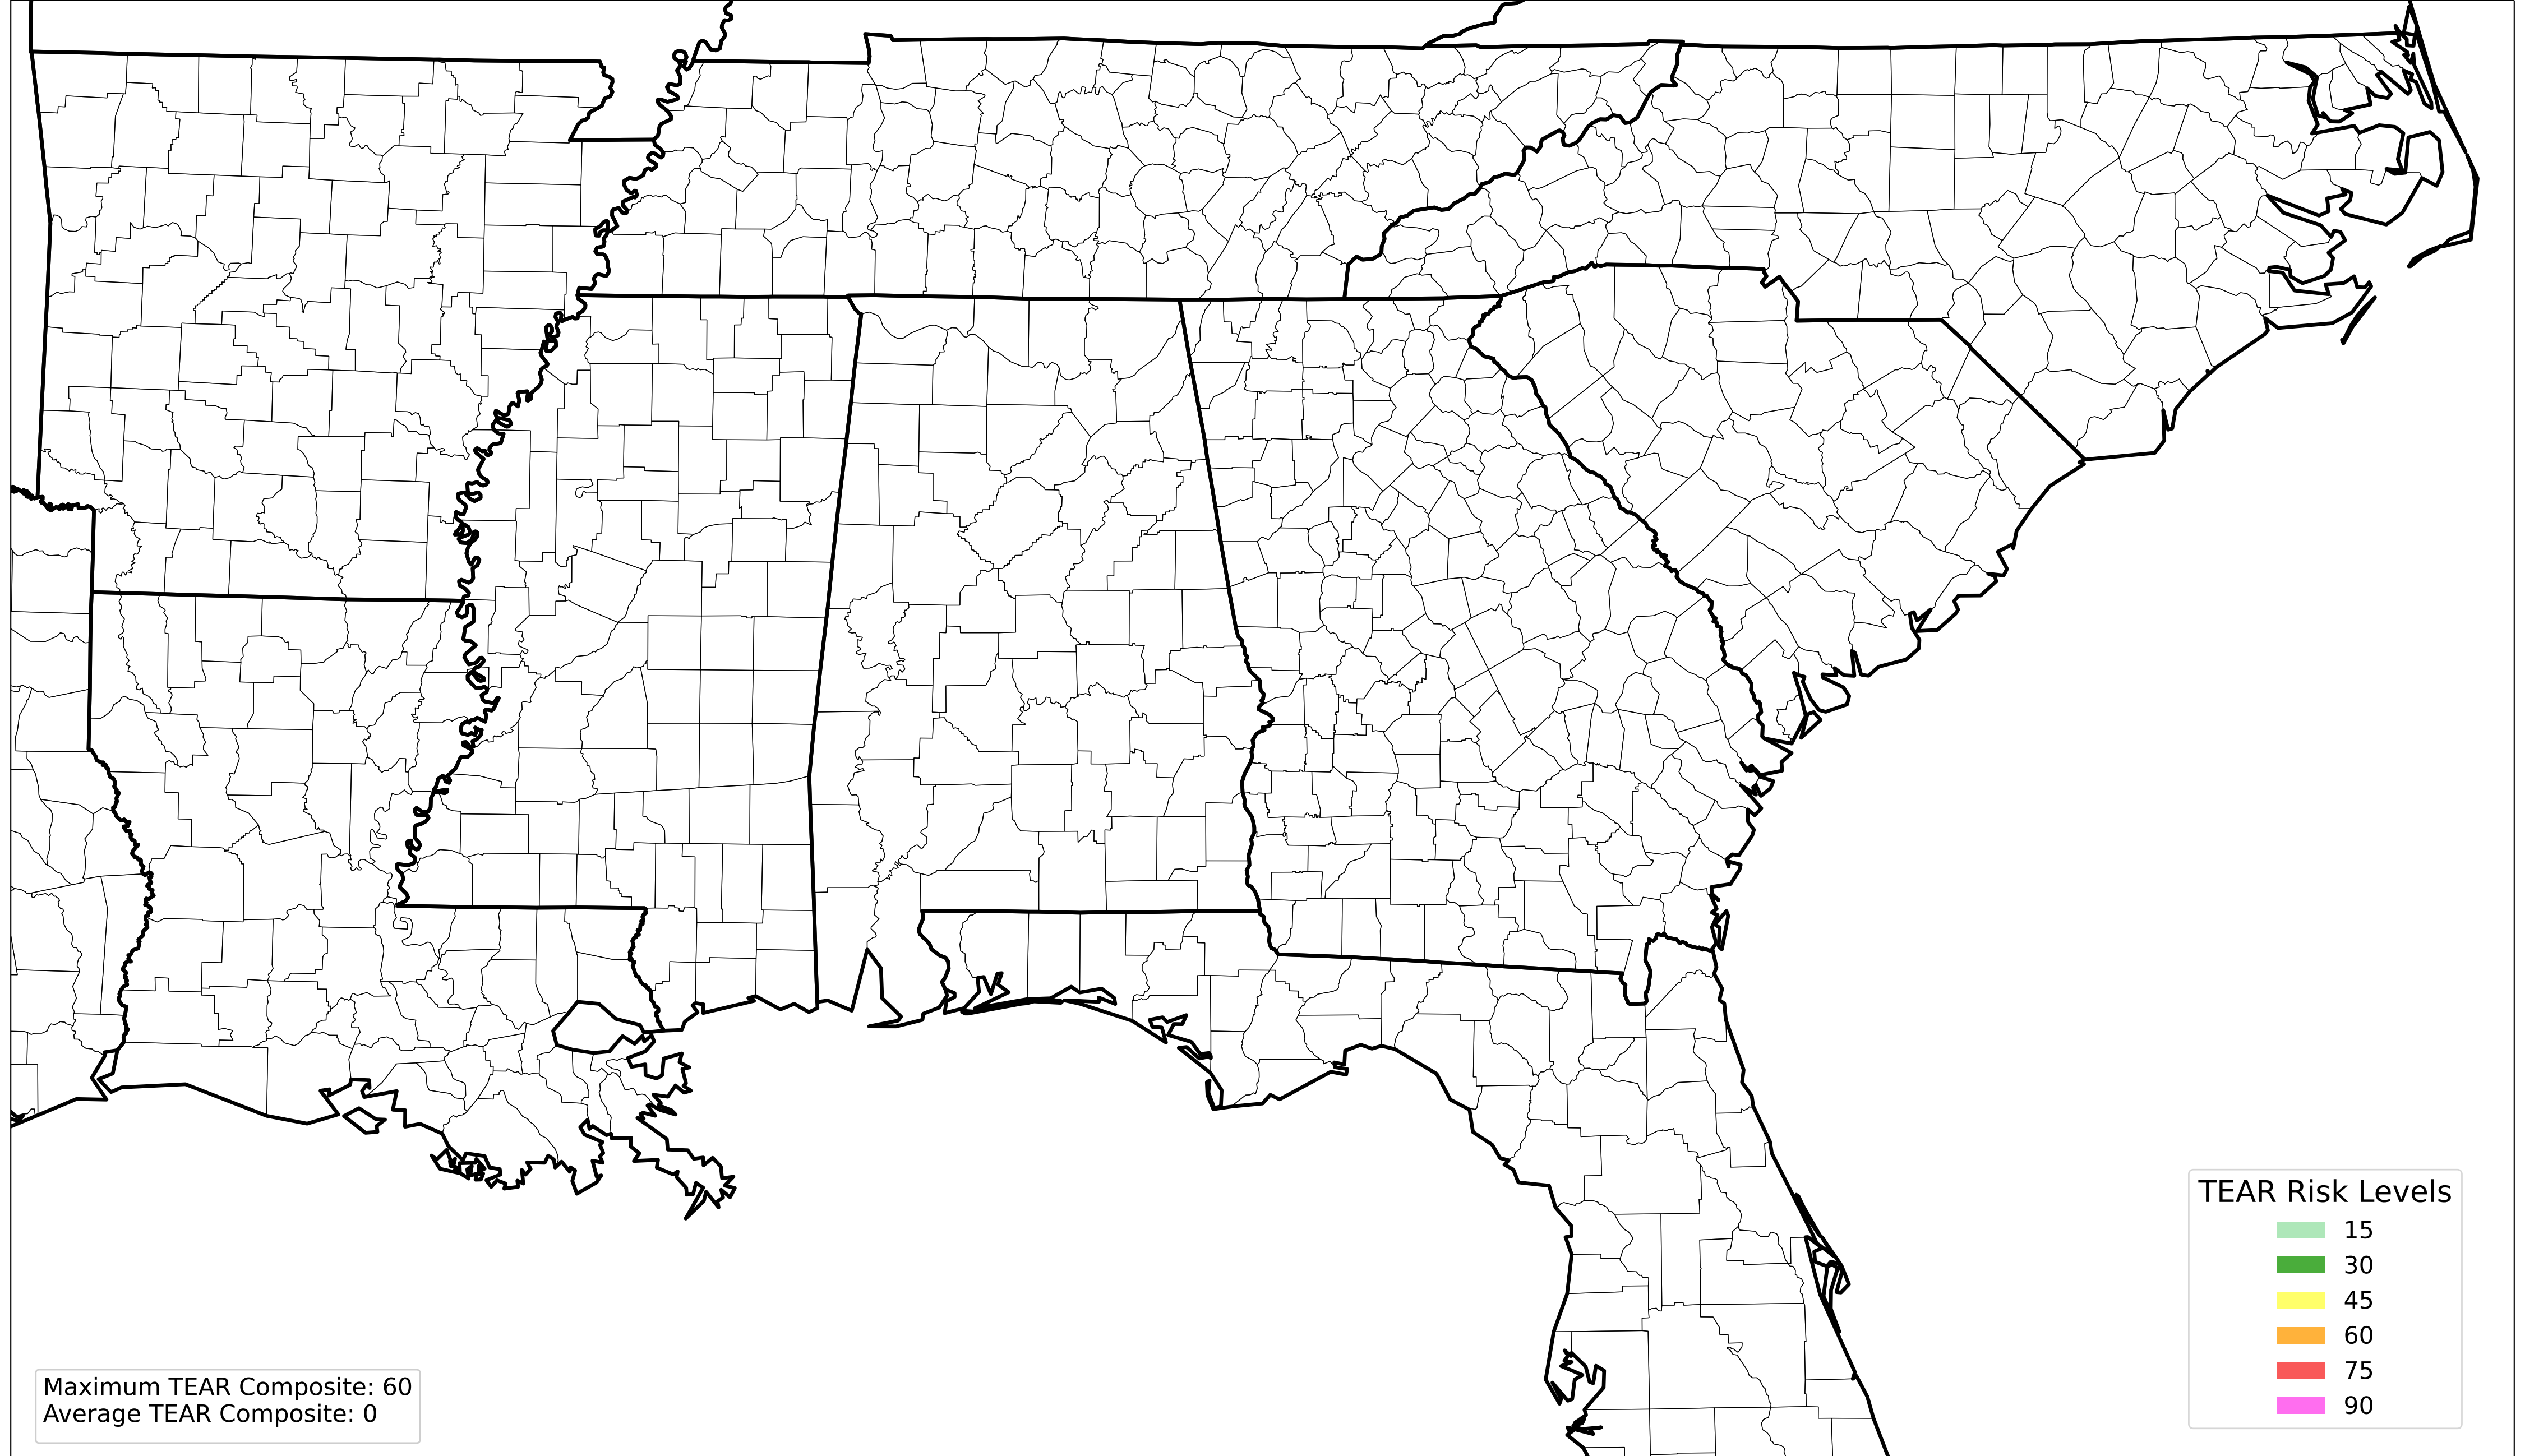 TEAR Risk Levels
15
30
45
60
75
90
Maximum TEAR Composite: 60
Average TEAR Composite: 0